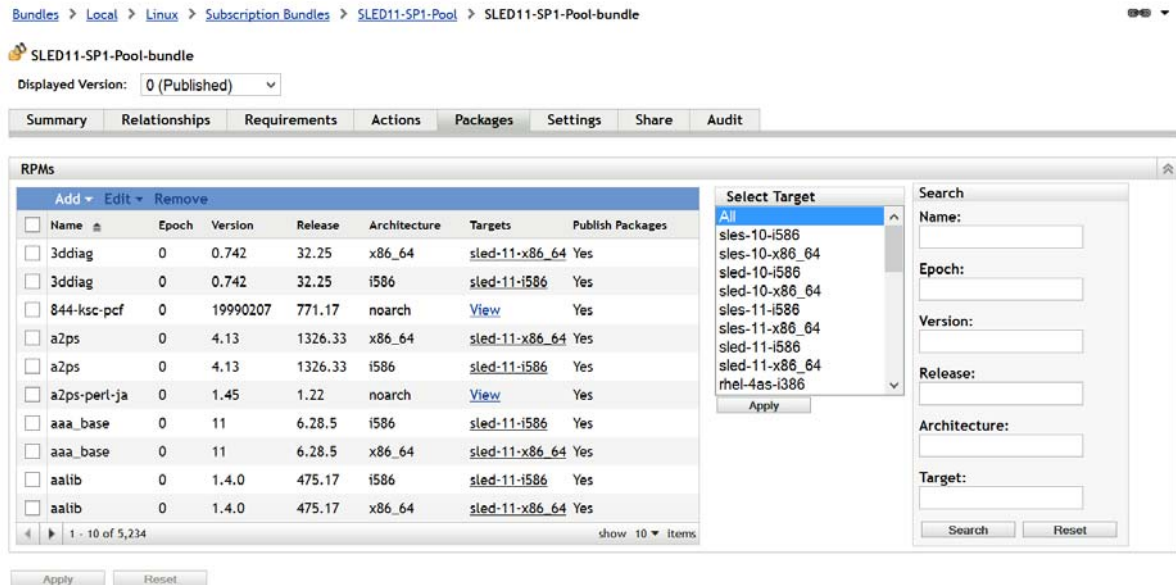 Bundles > Local > Linux > Subscription Bundles > SLED11-SP1-Pool > SLED11-SP1-Pool-bundle
SLED11-SP1-Pool-bundle
Displayed Version: 0 (Published)
Summary Relationships Requirements Actions Packages Settings Share Audit
RPMs
Add Edit Remove
Name Epoch Version Release Architecture Targets Publish Packages
3ddiag 0 0.742 32.25 x86_64 sled-11-x86_64 Yes
3ddiag 0 0.742 32.25 i586 sled-11-i586 Yes
844-ksc-pcf 0 19990207 771.17 noarch View Yes
a2ps 0 4.13 1326.33 x86_64 sled-11-x86_64 Yes
a2ps 0 4.13 1326.33 i586 sled-11-i586 Yes
a2ps-perl-ja 0 1.45 1.22 noarch View Yes
aaa_base 0 11 6.28.5 i586 sled-11-i586 Yes
aaa_base 0 11 6.28.5 x86_64 sled-11-x86_64 Yes
aalib 0 1.4.0 475.17 i586 sled-11-i586 Yes
aalib 0 1.4.0 475.17 x86_64 sled-11-x86_64 Yes
1 - 10 of 5,234 show 10 items
Select Target
All
sles-10-i586
sles-10-x86_64
sled-10-i586
sled-10-x86_64
sles-11-i586
sles-11-x86_64
sled-11-i586
sled-11-x86_64
rhel-4as-i386
Apply
Search
Name:
Epoch:
Version:
Release:
Architecture:
Target:
Search Reset
Apply Reset